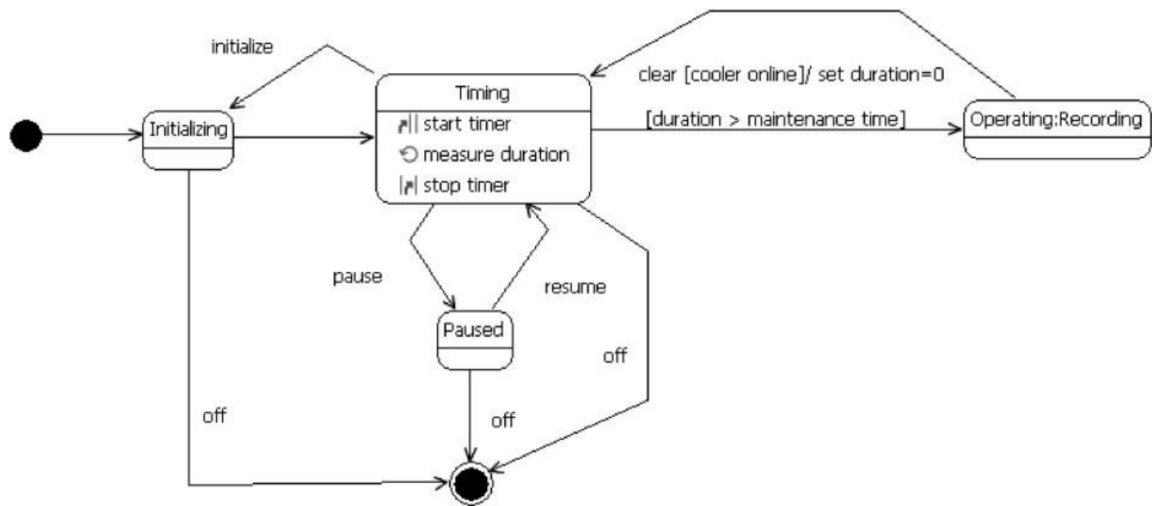 initialize
clear [cooler online]/ set duration=0
Timing
Initializing
start timer
measure duration
stop timer
[duration > maintenance time]
Operating:Recording
pause
resume
Paused
off
off
off